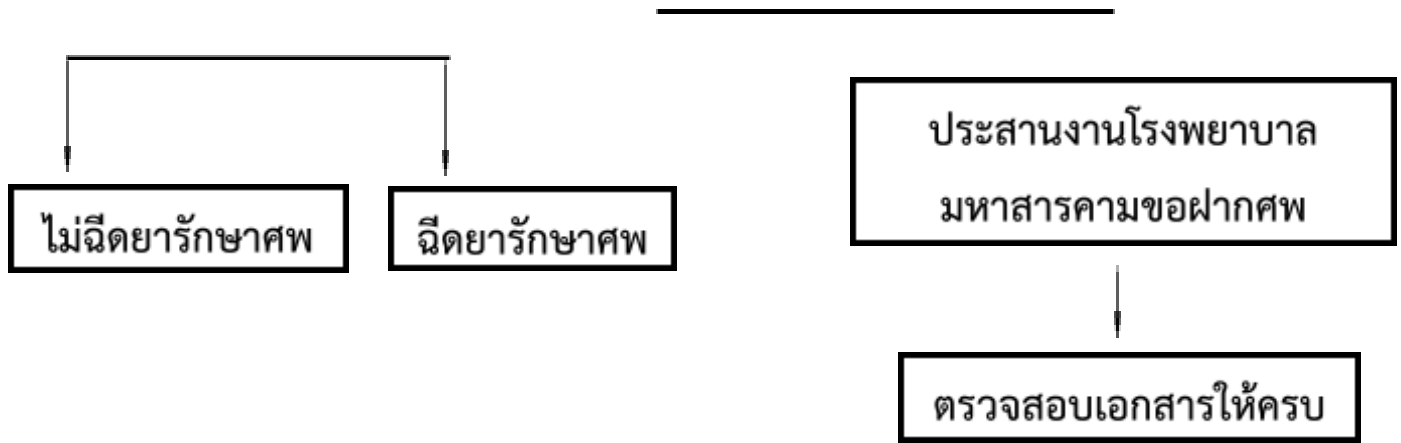 ไม่ฉีดยารักษาศพ
ฉีดยารักษาศพ
ประสานงานโรงพยาบาล
มหาสารคามขอฝากศพ
ตรวจสอบเอกสารให้ครบ